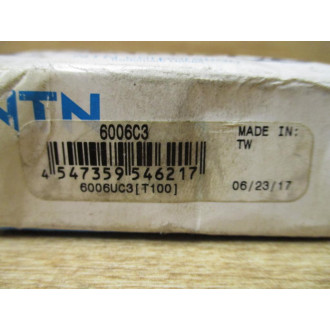 NTN
6006C3
MADE IN:
TW
4 547359 546217
6006UC3[T100]
06/23/17